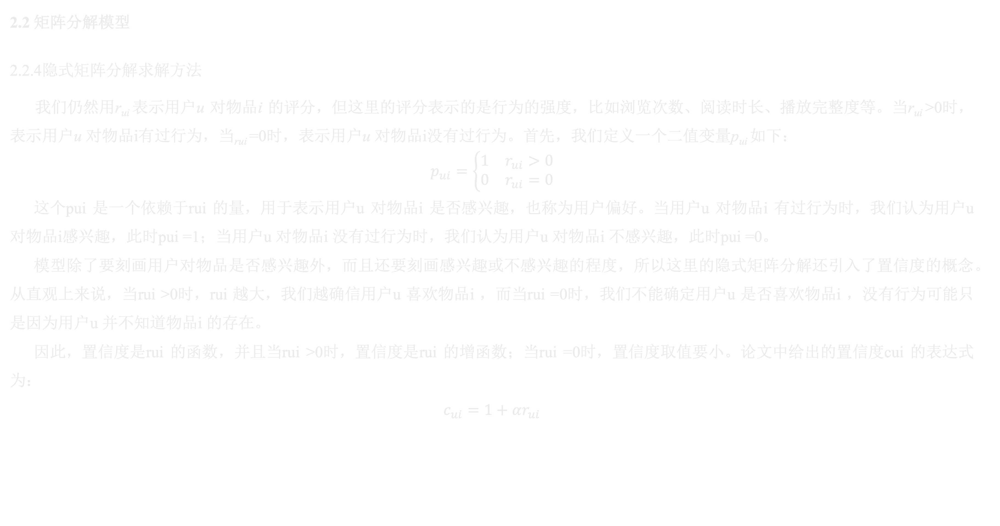 2.2 矩阵分解模型
2.2.4隐式矩阵分解求解方法
我们仍然用rui 表示用户u 对物品i 的评分，但这里的评分表示的是行为的强度，比如浏览次数、阅读时长、播放完整度等。当rui >0时，
表示用户u 对物品i有过行为，当rui =0时，表示用户u 对物品i没有过行为。首先，我们定义一个二值变量pui 如下：
pui = { 1 rui > 0
0 rui = 0
这个pui 是一个依赖于rui 的量，用于表示用户u 对物品i 是否感兴趣，也称为用户偏好。当用户u 对物品i 有过行为时，我们认为用户u
对物品i感兴趣，此时pui =1；当用户u 对物品i 没有过行为时，我们认为用户u 对物品i 不感兴趣，此时pui =0。
模型除了要刻画用户对物品是否感兴趣外，而且还要刻画感兴趣或不感兴趣的程度，所以这里的隐式矩阵分解还引入了置信度的概念。
从直观上来说，当rui >0时，rui 越大，我们越确信用户u 喜欢物品i ，而当rui =0时，我们不能确定用户u 是否喜欢物品i ，没有行为可能只
是因为用户u 并不知道物品i 的存在。
因此，置信度是rui 的函数，并且当rui >0时，置信度是rui 的增函数；当rui =0时，置信度取值要小。论文中给出的置信度cui 的表达式
为：
cui = 1 + αrui